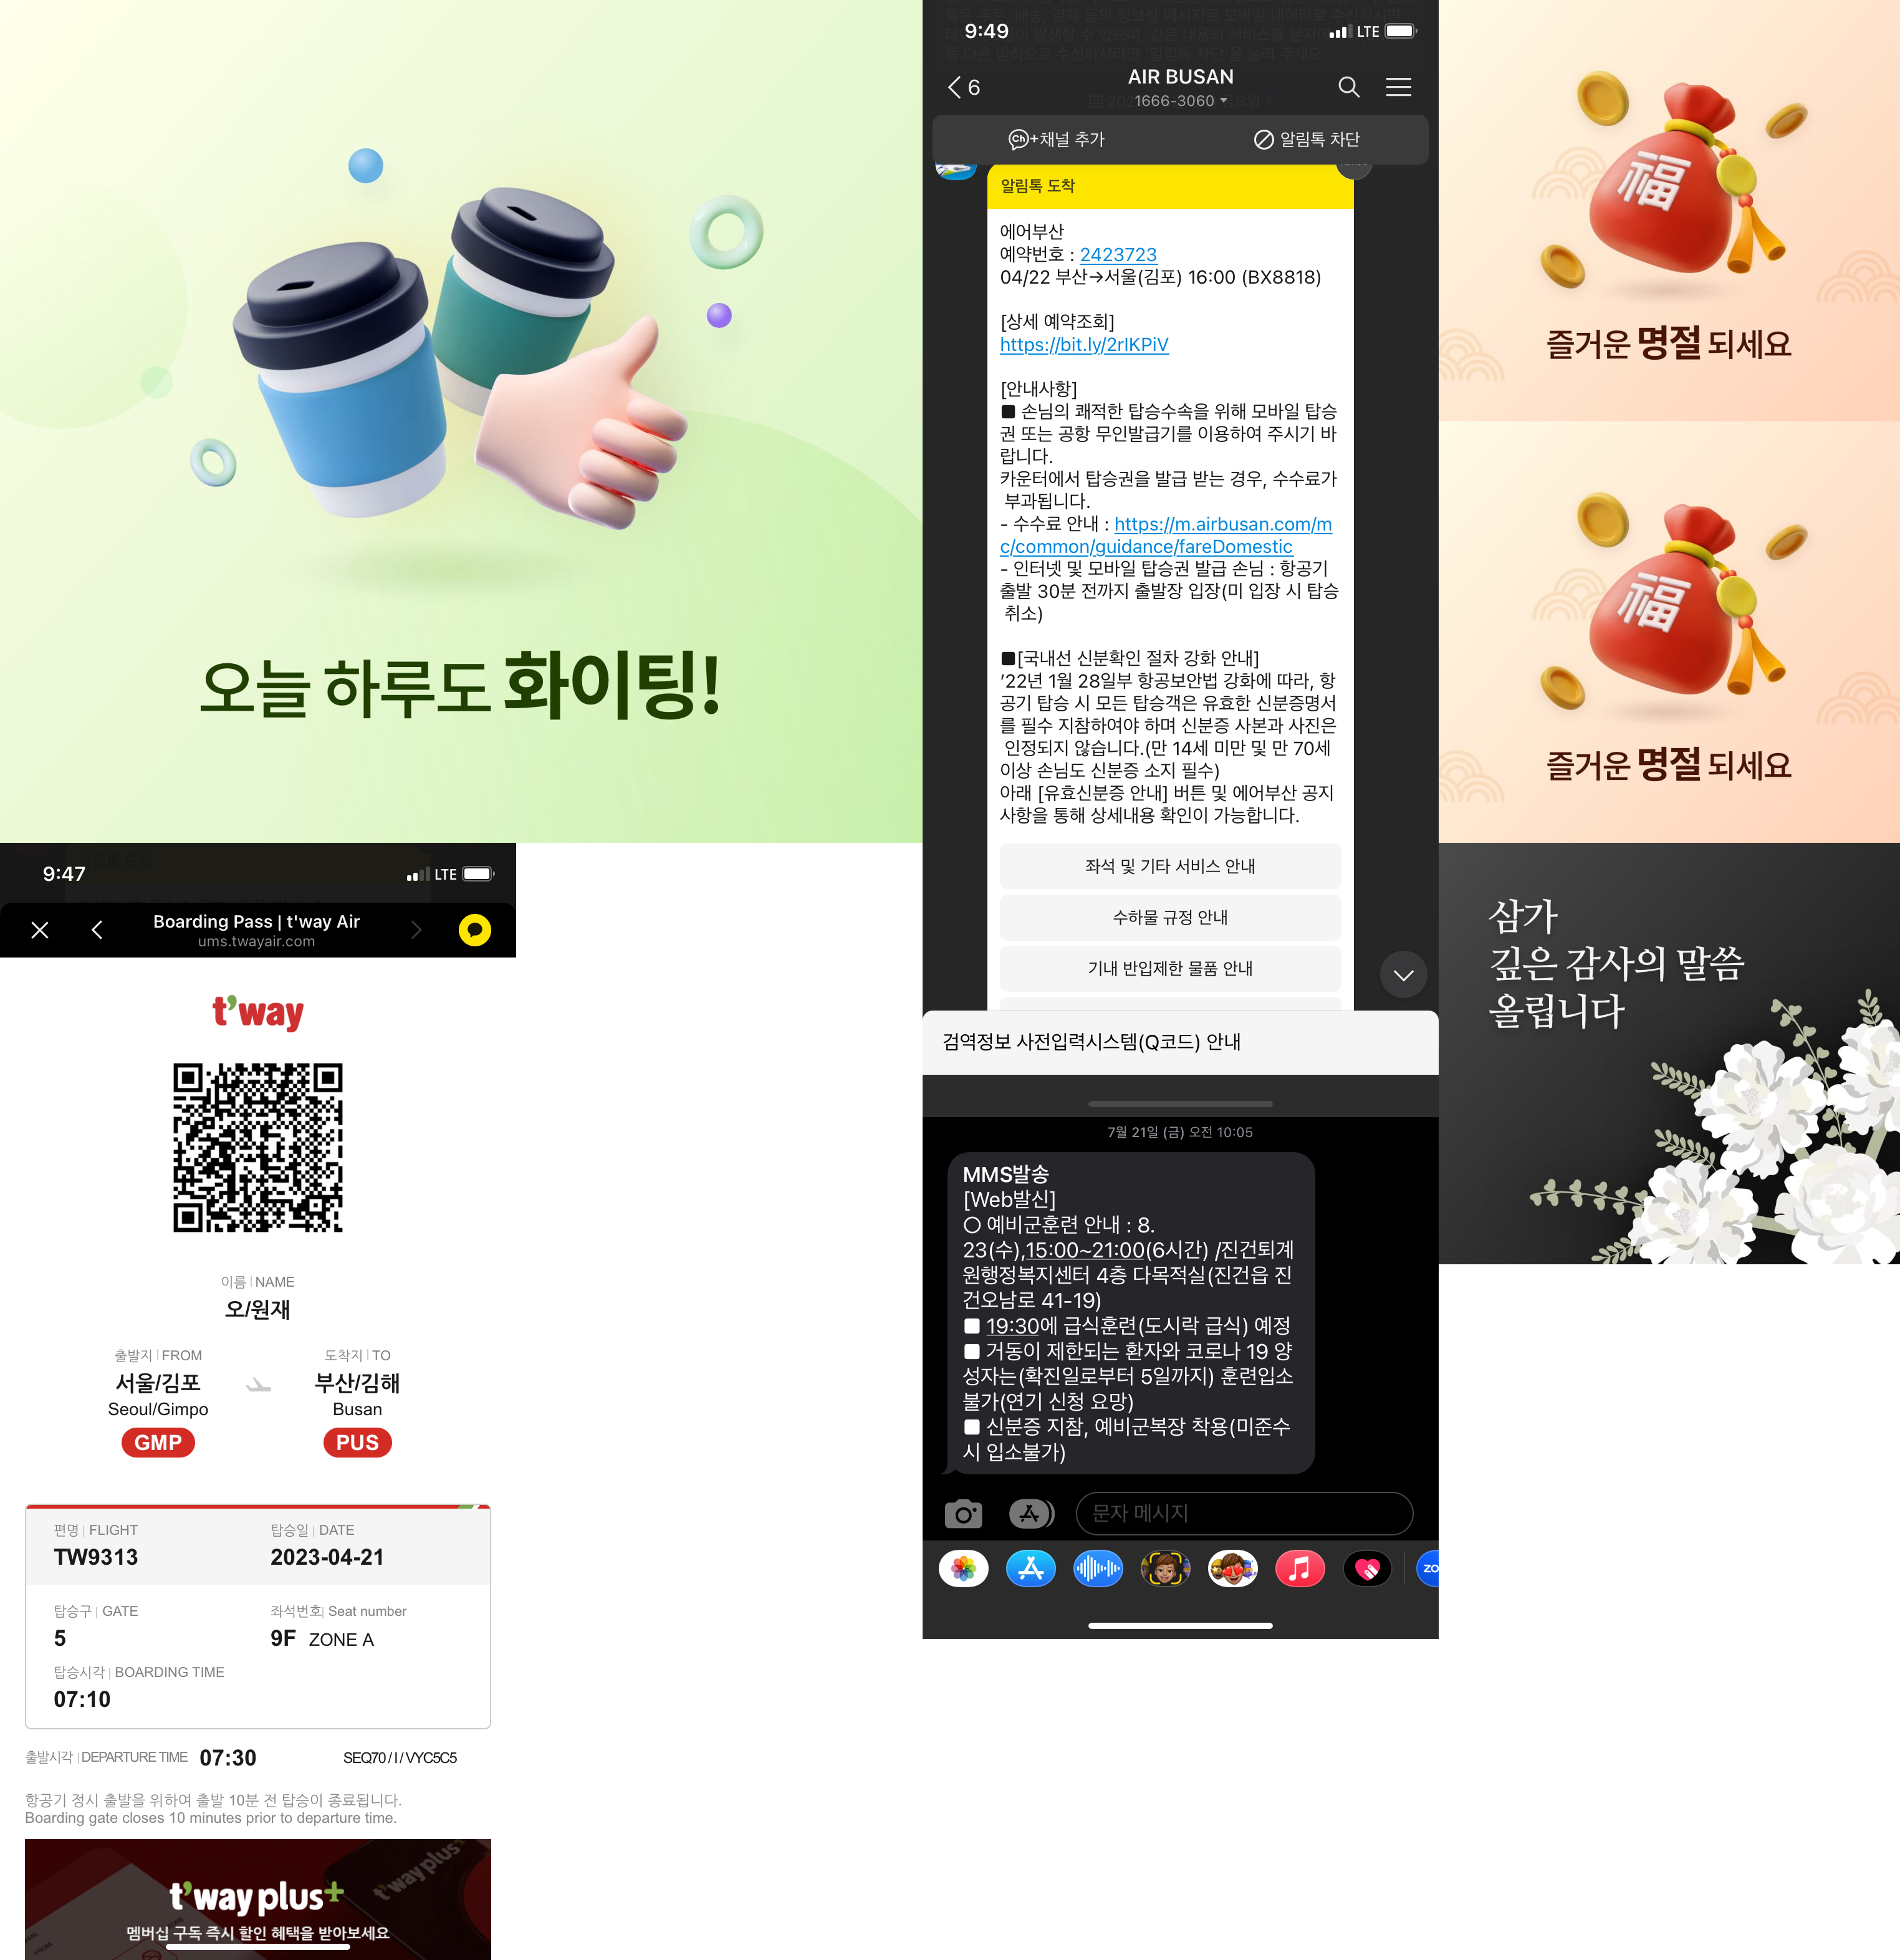 오늘 하루도 화이팅!
9:47
LTE
Boarding Pass | t'way Air
ums.twayair.com
t'way
이름 | NAME
오/원재
출발지 | FROM
도착지 | TO
서울/김포
부산/김해
Seoul/Gimpo
Busan
GMP
PUS
편명 | FLIGHT
탑승일 | DATE
TW9313
2023-04-21
탑승구 | GATE
좌석번호 | Seat number
5
9F ZONE A
탑승시각 | BOARDING TIME
07:10
출발시각 | DEPARTURE TIME 07:30
SEQ70 / I / VYC5C5
항공기 정시 출발을 위하여 출발 10분 전 탑승이 종료됩니다.
Boarding gate closes 10 minutes prior to departure time.
t'way plus+
t'way plus+
멤버십 구독 즉시 할인 혜택을 받아보세요
9:49
LTE
6
AIR BUSAN
1666-3060
Ch+채널 추가
알림톡 차단
알림톡 도착
에어부산
예약번호 : 2423723
04/22 부산→서울(김포) 16:00 (BX8818)
[상세 예약조회]
https://bit.ly/2rIKPiV
[안내사항]
■ 손님의 쾌적한 탑승수속을 위해 모바일 탑승
권 또는 공항 무인발급기를 이용하여 주시기 바
랍니다.
카운터에서 탑승권을 발급 받는 경우, 수수료가
부과됩니다.
- 수수료 안내 : https://m.airbusan.com/m
c/common/guidance/fareDomestic
- 인터넷 및 모바일 탑승권 발급 손님 : 항공기
출발 30분 전까지 출발장 입장(미 입장 시 탑승
취소)
■[국내선 신분확인 절차 강화 안내]
'22년 1월 28일부 항공보안법 강화에 따라, 항
공기 탑승 시 모든 탑승객은 유효한 신분증명서
를 필수 지참하여야 하며 신분증 사본과 사진은
인정되지 않습니다.(만 14세 미만 및 만 70세
이상 손님도 신분증 소지 필수)
아래 [유효신분증 안내] 버튼 및 에어부산 공지
사항을 통해 상세내용 확인이 가능합니다.
좌석 및 기타 서비스 안내
수하물 규정 안내
기내 반입제한 물품 안내
검역정보 사전입력시스템(Q코드) 안내
7월 21일 (금) 오전 10:05
MMS발송
[Web발신]
○ 예비군훈련 안내 : 8.
23(수),15:00~21:00(6시간) /진건퇴계
원행정복지센터 4층 다목적실(진건읍 진
건오남로 41-19)
■ 19:30에 급식훈련(도시락 급식) 예정
■ 거동이 제한되는 환자와 코로나 19 양
성자는(확진일로부터 5일까지) 훈련입소
불가(연기 신청 요망)
■ 신분증 지참, 예비군복장 착용(미준수
시 입소불가)
문자 메시지
福
즐거운 명절 되세요
福
즐거운 명절 되세요
삼가
깊은 감사의 말씀
올립니다